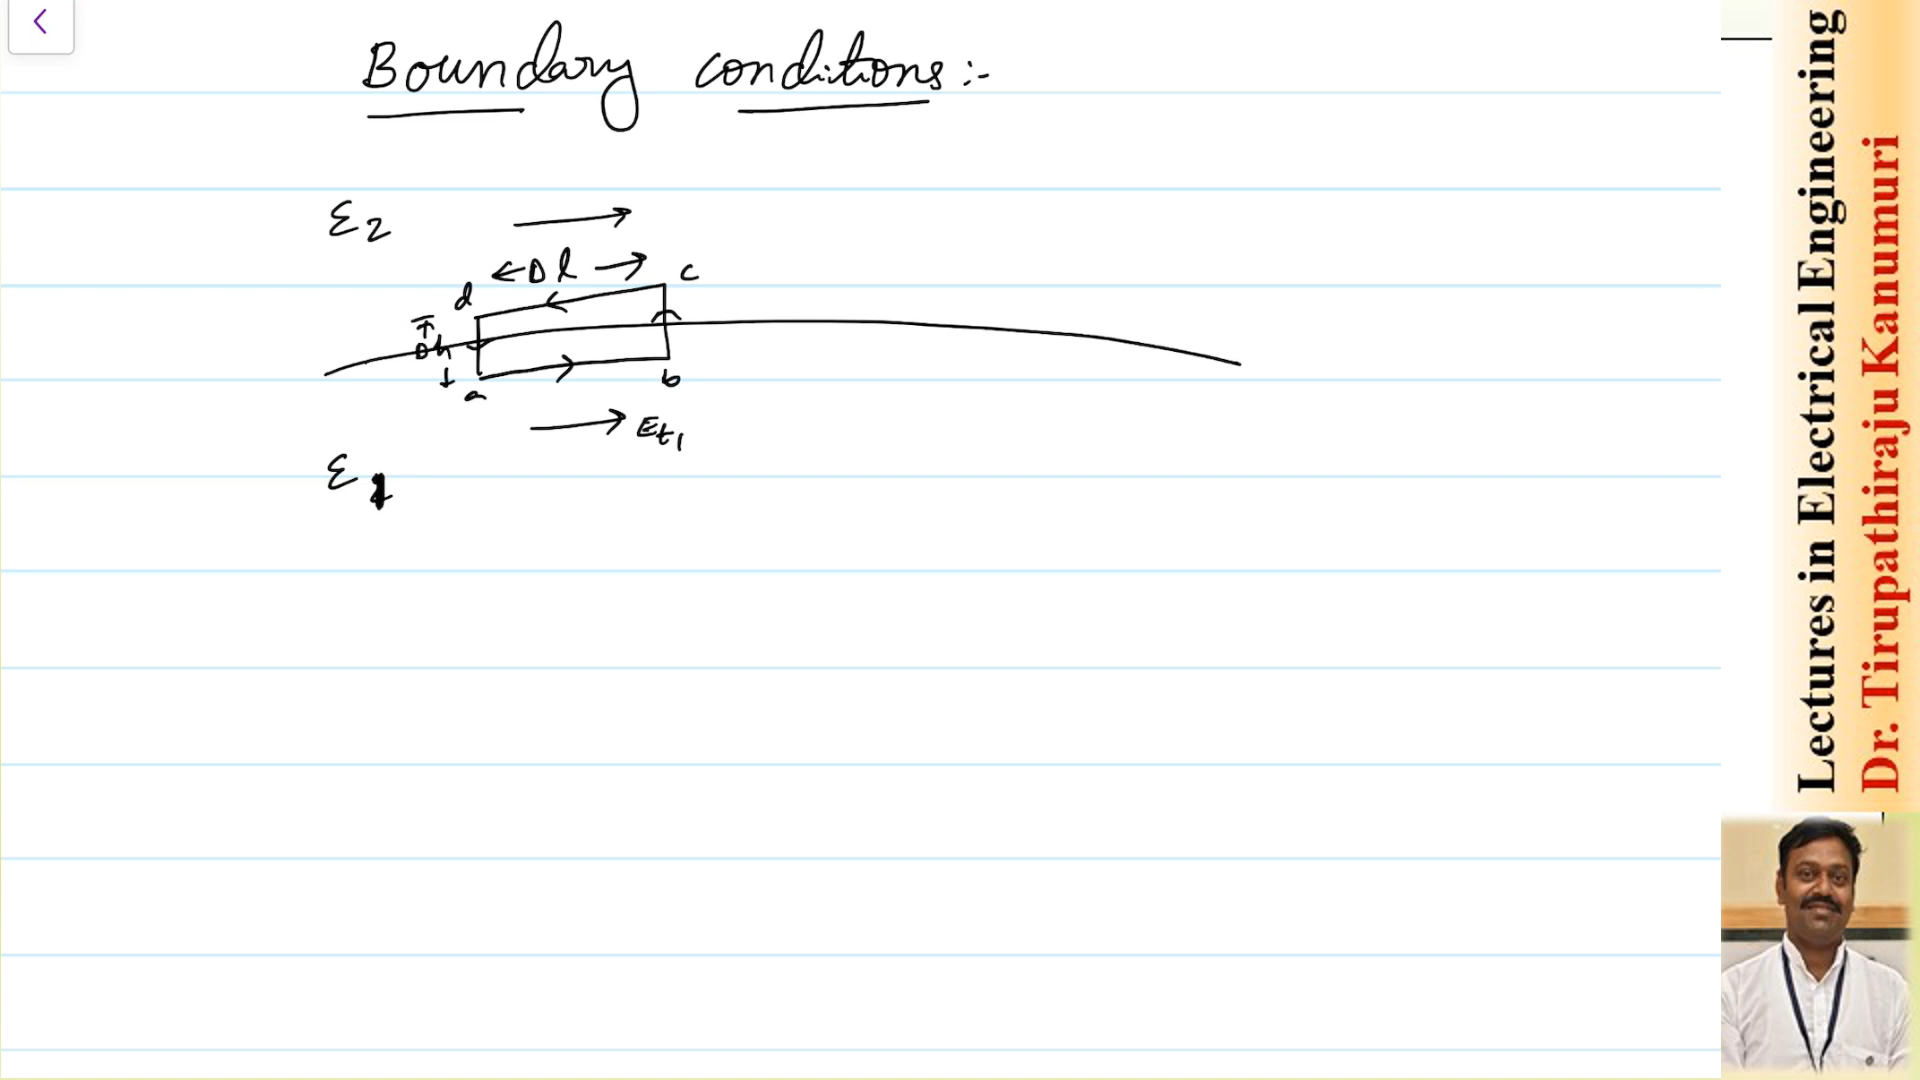 Boundary conditions :-
ε2
←Δl→
d
c
Δh
a
b
Et1
ε1
Lectures in Electrical Engineering
Dr. Tirupathiraju Kanumuri